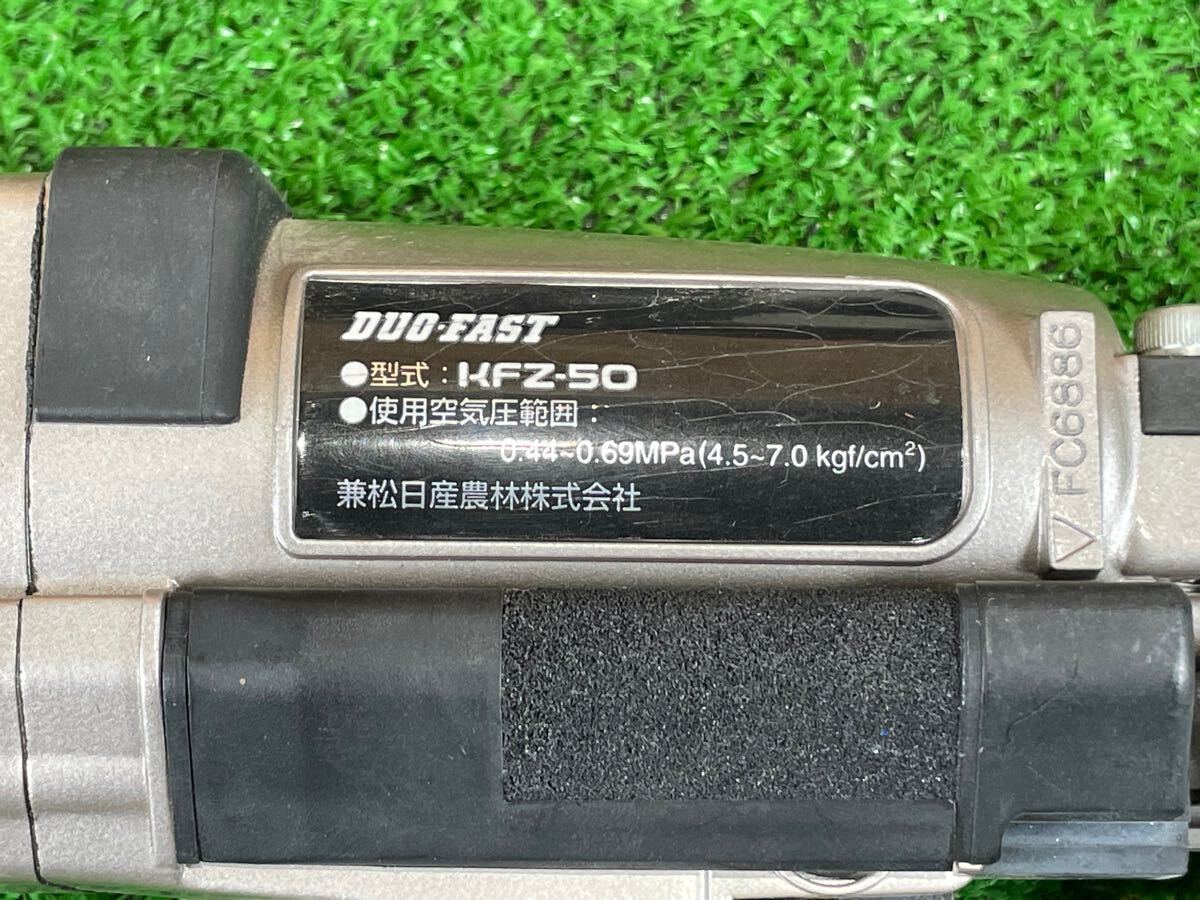 DUO-FAST
●型式：KFZ-50
●使用空気圧範囲：
0.44~0.69MPa(4.5~7.0 kgf/cm²)
兼松日産農林株式会社
VFC6886